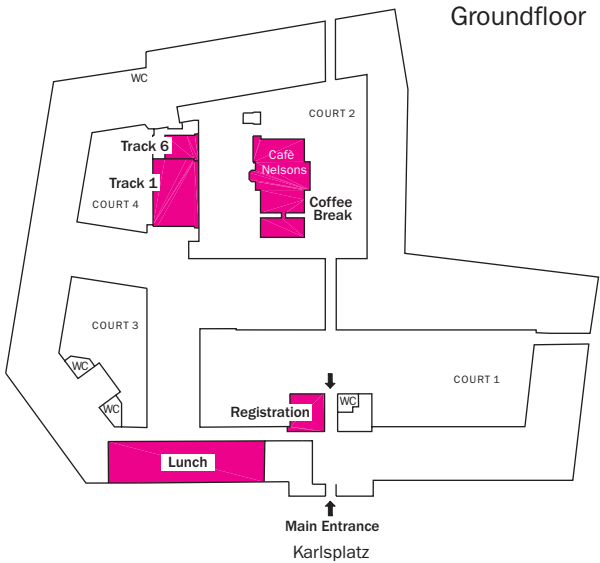 Groundfloor
WC
COURT 2
Track 6
Cafè
Nelsons
Track 1
COURT 4
Coffee
Break
COURT 3
WC
COURT 1
WC
WC
Registration
Lunch
Main Entrance
Karlsplatz